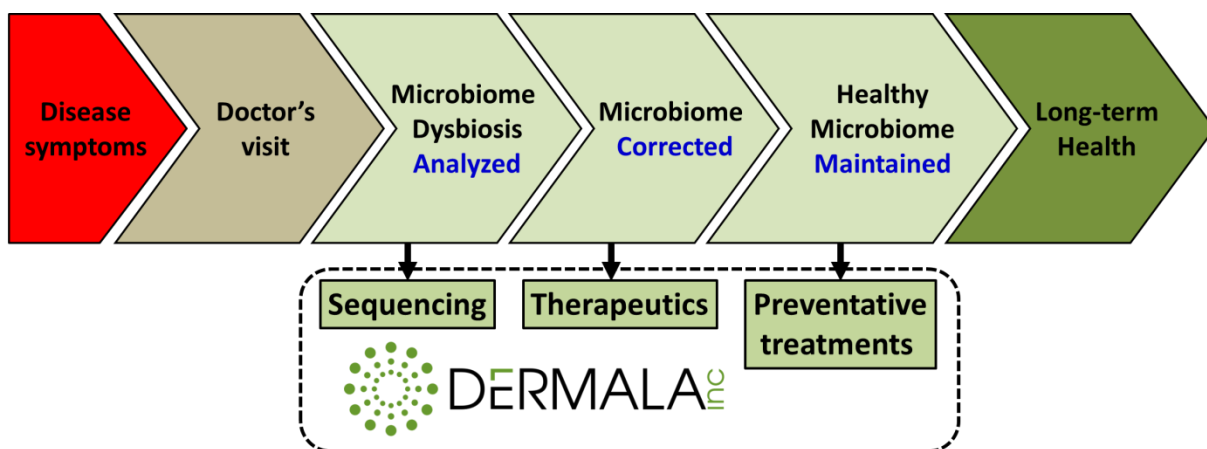 Disease
symptoms
Doctor's
visit
Microbiome
Dysbiosis
Analyzed
Microbiome
Corrected
Healthy
Microbiome
Maintained
Long-term
Health
Sequencing
Therapeutics
Preventative
treatments
DERMALA inc